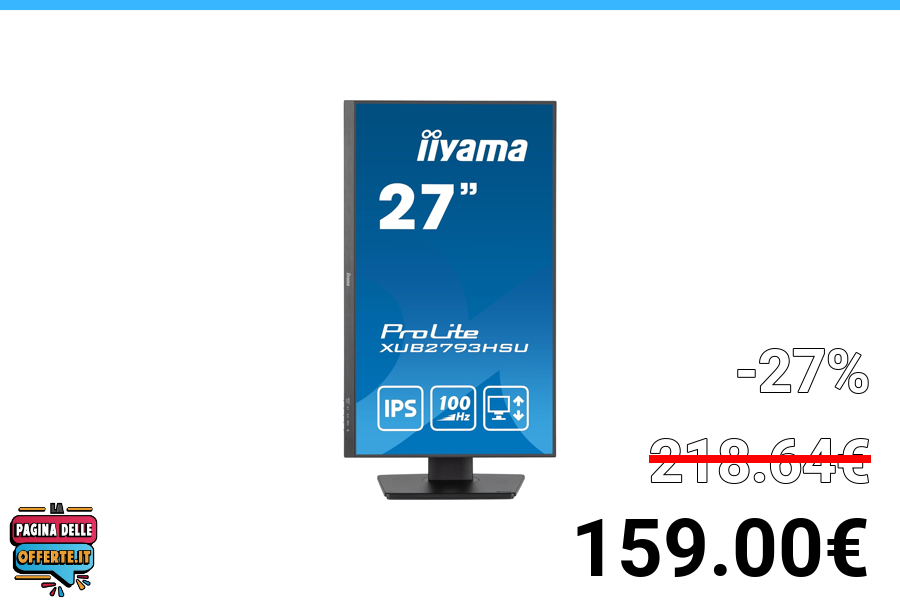 iiyama
27"
ProLite
XUB2793HSU
IPS
100
Hz
-27%
218.64€
159.00€
LA
PAGINA DELLE
OFFERTE.IT